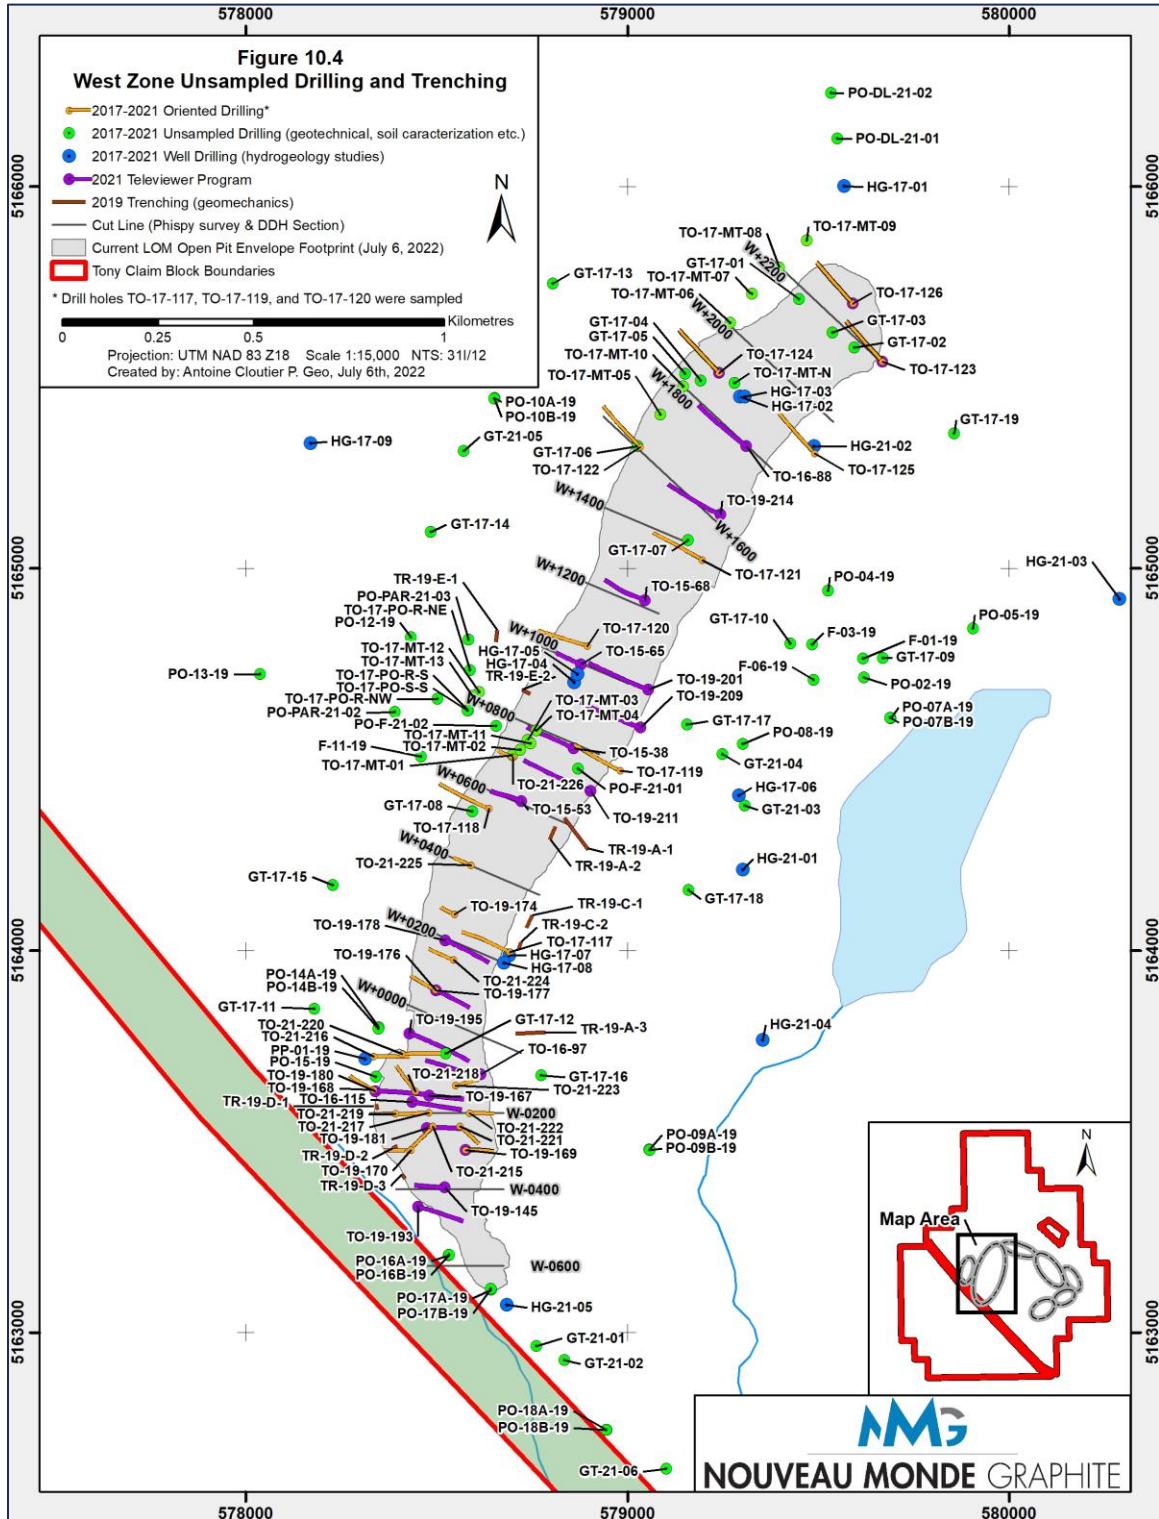 578000
579000
580000
Figure 10.4
West Zone Unsampled Drilling and Trenching
2017-2021 Oriented Drilling*
2017-2021 Unsampled Drilling (geotechnical, soil caracterization etc.)
2017-2021 Well Drilling (hydrogeology studies)
2021 Televiewer Program
2019 Trenching (geomechanics)
Cut Line (Phispy survey & DDH Section)
Current LOM Open Pit Envelope Footprint (July 6, 2022)
Tony Claim Block Boundaries
* Drill holes TO-17-117, TO-17-119, and TO-17-120 were sampled
Kilometres
0 0.25 0.5 1
Projection: UTM NAD 83 Z18 Scale 1:15,000 NTS: 31I/12
Created by: Antoine Cloutier P. Geo, July 6th, 2022
N
5166000
5166000
5165000
5165000
5164000
5164000
5163000
5163000
PO-DL-21-02
PO-DL-21-01
HG-17-01
TO-17-MT-08
TO-17-MT-09
GT-17-01
W+2200
GT-17-13
TO-17-MT-07
TO-17-MT-06
TO-17-126
W+2000
GT-17-04
GT-17-03
GT-17-05
GT-17-02
TO-17-MT-10
TO-17-124
TO-17-123
TO-17-MT-05
TO-17-MT-N
W+1800
HG-17-03
HG-17-02
PO-10A-19
PO-10B-19
GT-17-19
HG-17-09
GT-21-05
GT-17-06
HG-21-02
TO-17-122
TO-17-125
TO-16-88
W+1400
TO-19-214
GT-17-14
GT-17-07
W+1600
HG-21-03
TO-17-121
W+1200
TR-19-E-1
TO-15-68
PO-04-19
PO-PAR-21-03
TO-17-PO-R-NE
PO-12-19
TO-17-120
GT-17-10
PO-05-19
F-03-19
W+1000
TO-15-65
F-01-19
TO-17-MT-12
HG-17-05
GT-17-09
TO-17-MT-13
HG-17-04
PO-13-19
TR-19-E-2
F-06-19
PO-02-19
TO-17-PO-R-S
TO-19-201
TO-17-PO-S-S
TO-17-MT-03
TO-19-209
TO-17-PO-R-NW
TO-17-MT-04
PO-07A-19
PO-07B-19
PO-PAR-21-02
W+0800
GT-17-17
PO-F-21-02
TO-17-MT-11
PO-08-19
F-11-19
TO-17-MT-02
TO-15-38
GT-21-04
TO-17-MT-01
TO-17-119
W+0600
TO-21-226
PO-F-21-01
HG-17-06
TO-15-53
GT-21-03
GT-17-08
TO-19-211
TO-17-118
W+0400
TR-19-A-1
TO-21-225
TR-19-A-2
HG-21-01
GT-17-15
GT-17-18
TO-19-174
TR-19-C-1
TO-19-178
W+0200
TR-19-C-2
TO-17-117
TO-19-176
HG-17-07
HG-17-08
PO-14A-19
TO-21-224
PO-14B-19
TO-19-177
W+0000
GT-17-11
TO-19-195
GT-17-12
TR-19-A-3
HG-21-04
TO-21-220
TO-21-216
TO-16-97
PP-01-19
PO-15-19
TO-21-218
GT-17-16
TO-19-180
TO-21-223
TO-19-168
TO-19-167
TO-16-115
TR-19-D-1
TO-21-219
W-0200
TO-21-217
TO-21-222
TO-19-181
TO-21-221
TR-19-D-2
TO-19-169
PO-09A-19
PO-09B-19
TO-19-170
TO-21-215
TR-19-D-3
W-0400
TO-19-145
TO-19-193
PO-16A-19
PO-16B-19
W-0600
PO-17A-19
PO-17B-19
HG-21-05
GT-21-01
GT-21-02
PO-18A-19
PO-18B-19
GT-21-06
N
Map Area
NMG
NOUVEAU MONDE GRAPHITE
578000
579000
580000